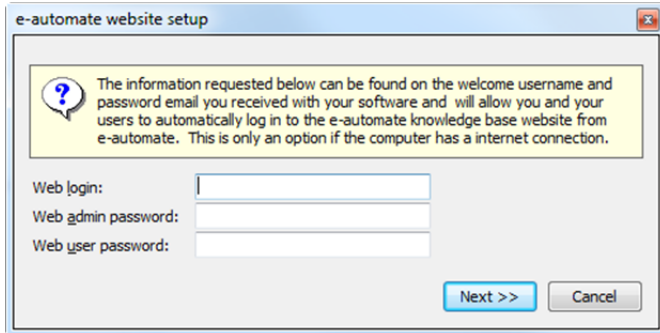 e-automate website setup
The information requested below can be found on the welcome username and
password email you received with your software and will allow you and your
users to automatically log in to the e-automate knowledge base website from
e-automate. This is only an option if the computer has a internet connection.
Web login:
Web admin password:
Web user password:
Next >> Cancel